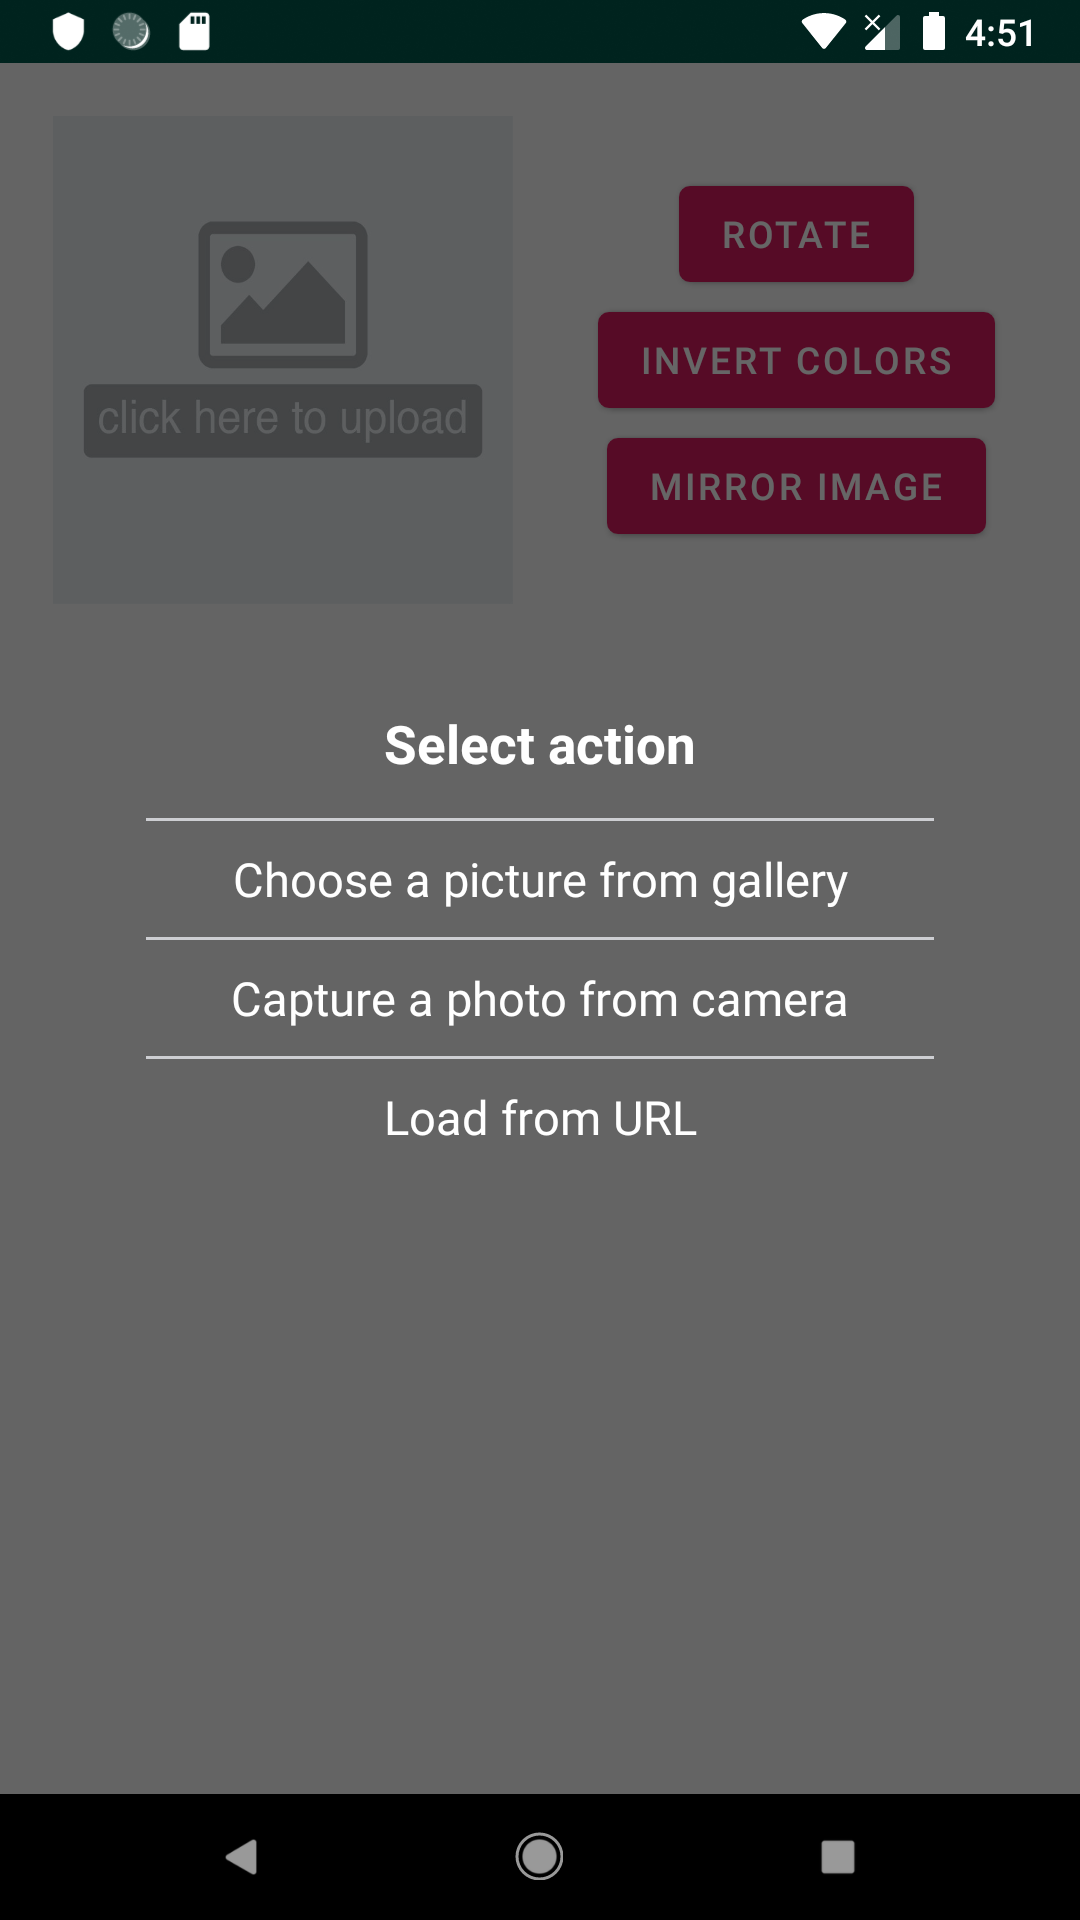 4:51
ROTATE
INVERT COLORS
click here to upload
MIRROR IMAGE
Select action
Choose a picture from gallery
Capture a photo from camera
Load from URL